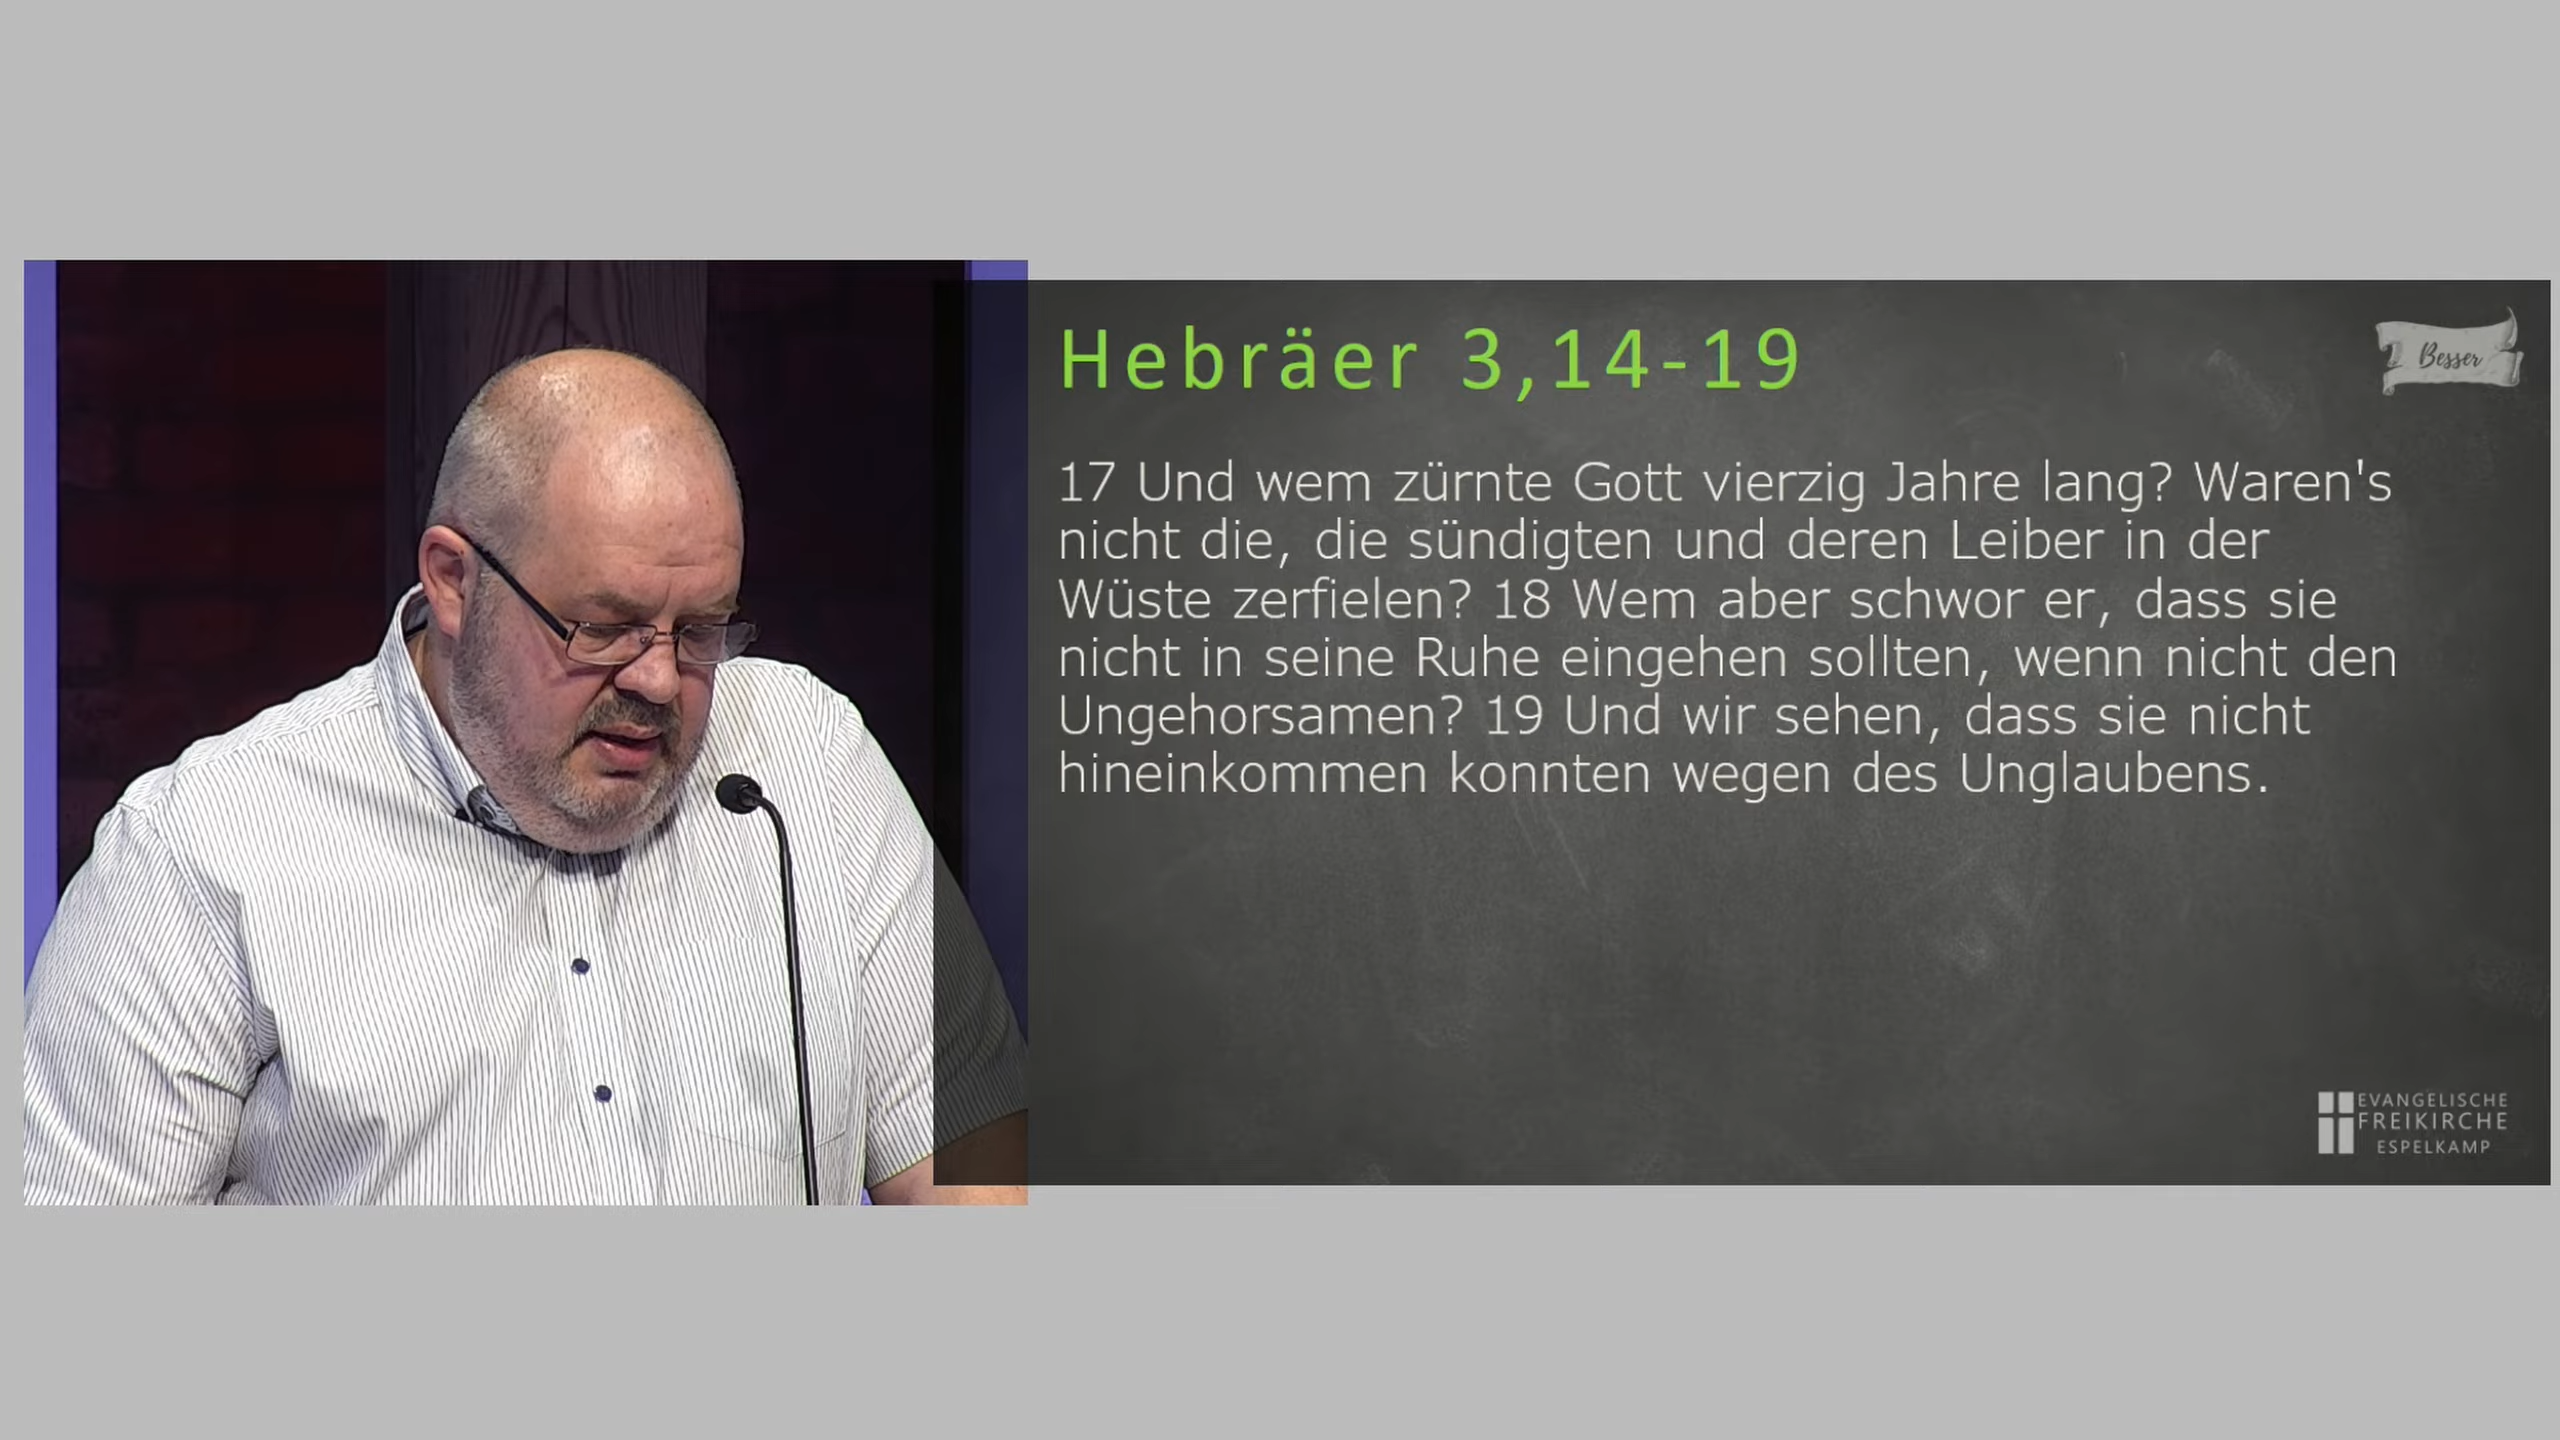 Hebräer 3,14-19
Besser
17 Und wem zürnte Gott vierzig Jahre lang? Waren's
nicht die, die sündigten und deren Leiber in der
Wüste zerfielen? 18 Wem aber schwor er, dass sie
nicht in seine Ruhe eingehen sollten, wenn nicht den
Ungehorsamen? 19 Und wir sehen, dass sie nicht
hineinkommen konnten wegen des Unglaubens.
EVANGELISCHE
FREIKIRCHE
ESPELKAMP